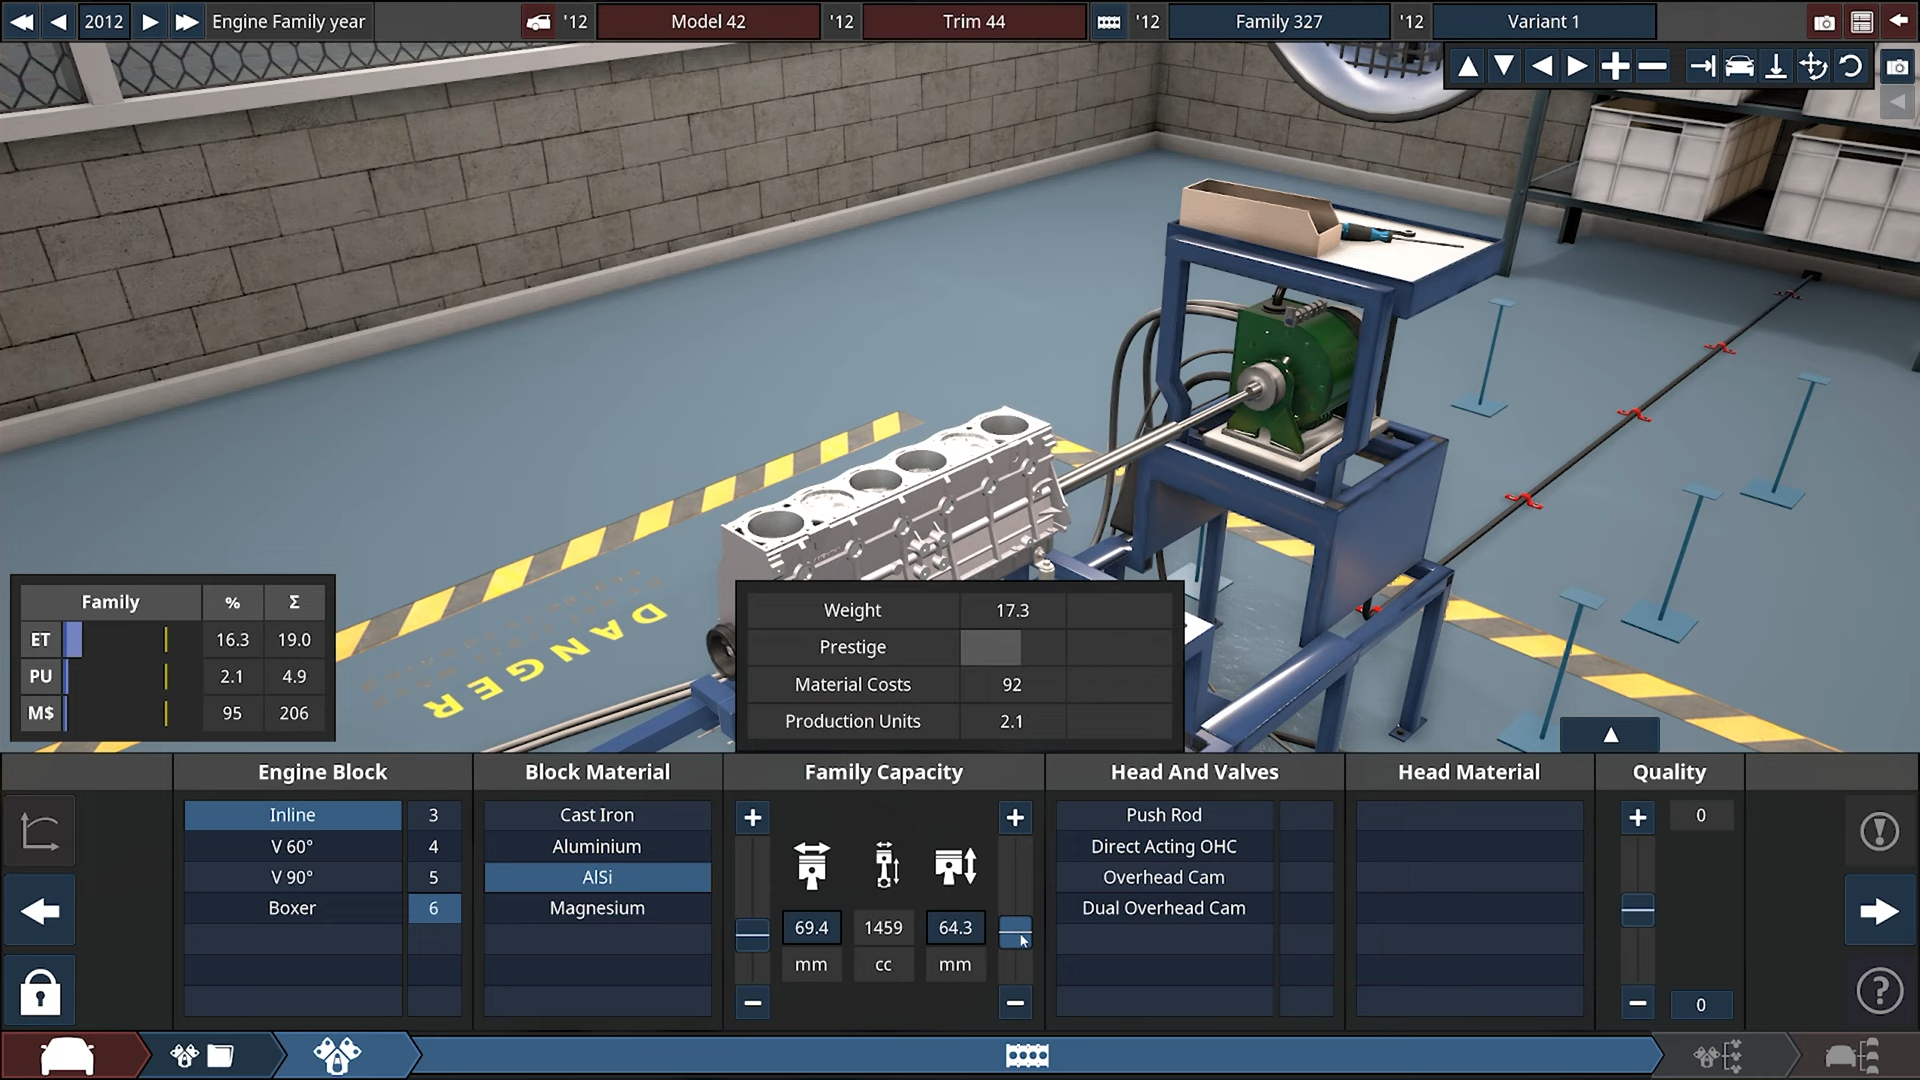 2012 Engine Family year '12 Model 42 '12 Trim 44 '12 Family 327 '12 Variant 1
DANGER
Family % Σ
ET 16.3 19.0
PU 2.1 4.9
M$ 95 206
Weight 17.3
Prestige
Material Costs 92
Production Units 2.1
Engine Block Block Material Family Capacity Head And Valves Head Material Quality
Inline 3 Cast Iron Push Rod 0
V 60° 4 Aluminium Direct Acting OHC
V 90° 5 AlSi Overhead Cam
Boxer 6 Magnesium Dual Overhead Cam
69.4 1459 64.3
mm cc mm
0